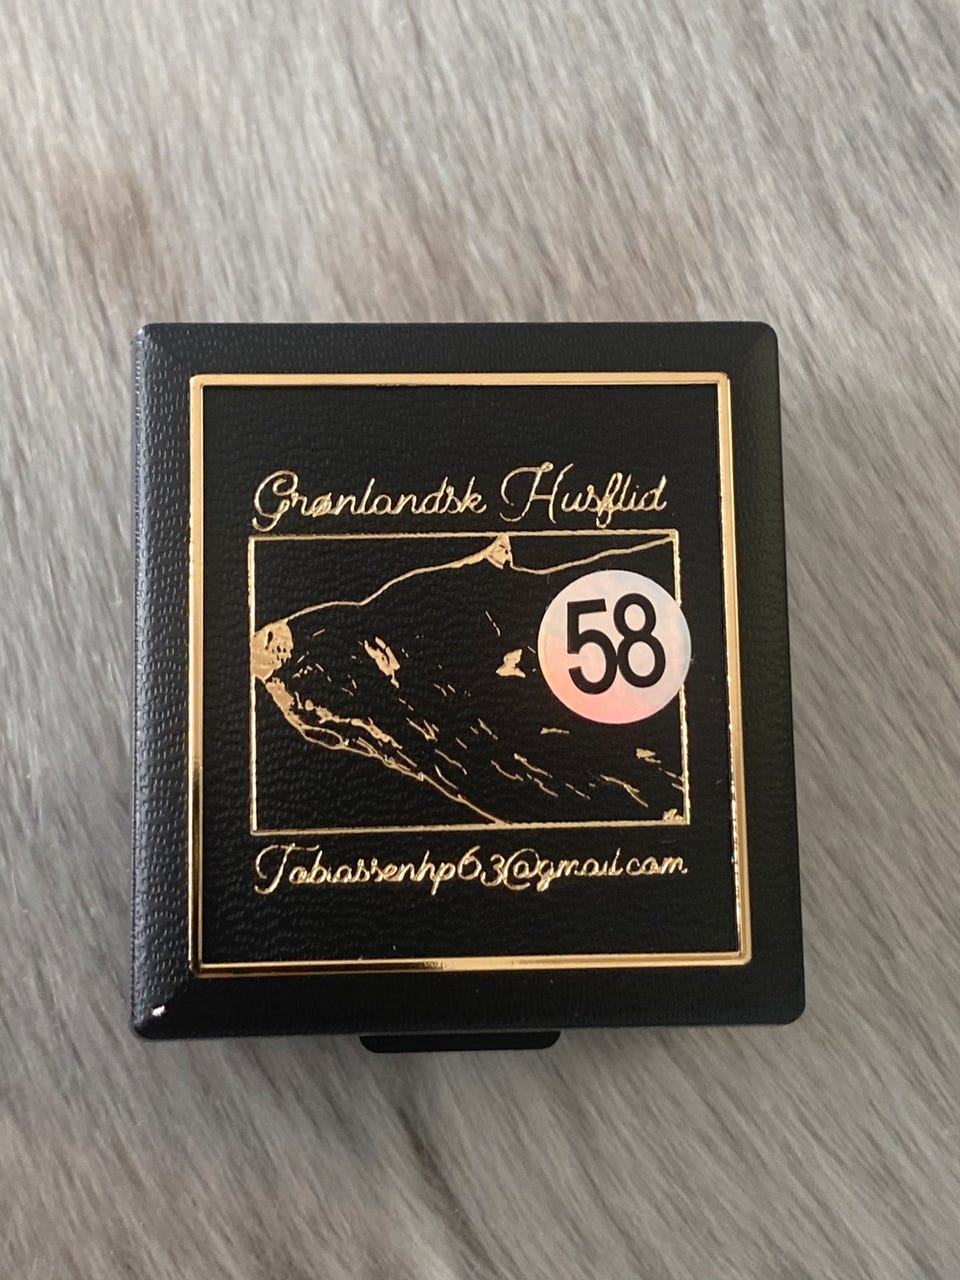 Grønlandsk Husflid
58
Tobiassenhp63@gmail.com